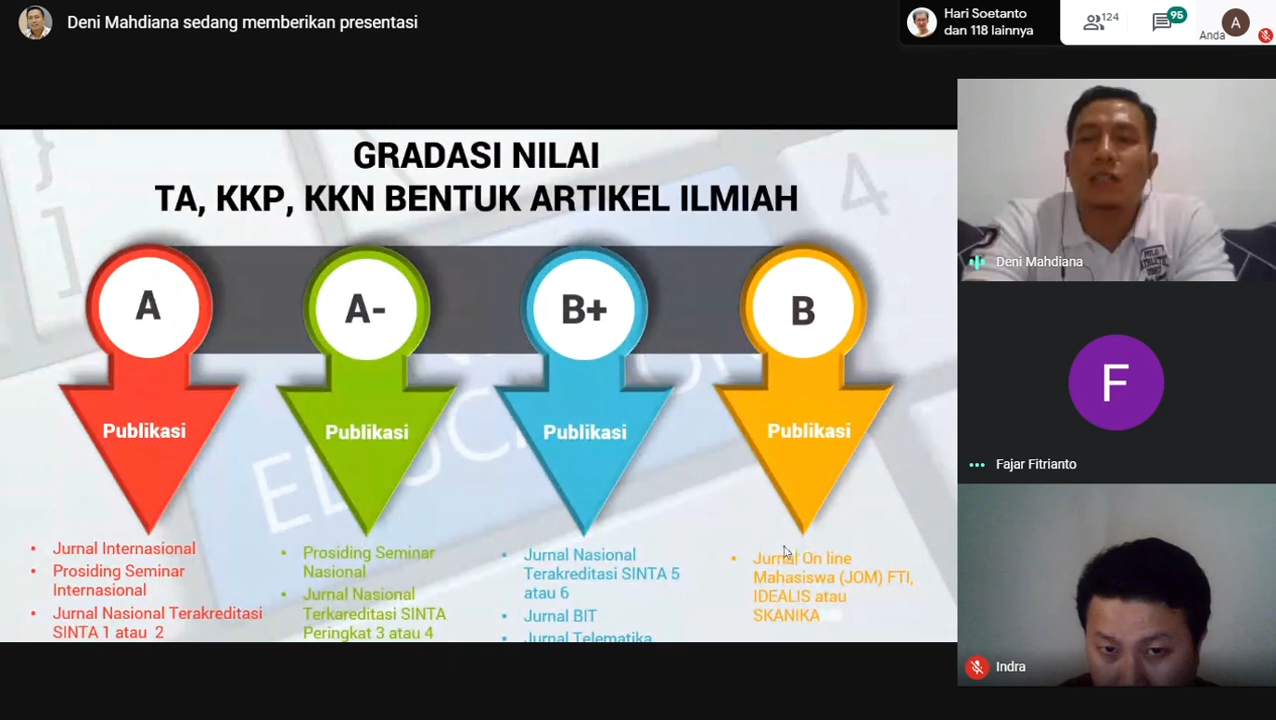 Deni Mahdiana sedang memberikan presentasi
Hari Soetanto
dan 118 lainnya
124
95
A
Anda
GRADASI NILAI
TA, KKP, KKN BENTUK ARTIKEL ILMIAH
A
A-
B+
B
Publikasi
Publikasi
Publikasi
Publikasi
• Jurnal Internasional
• Prosiding Seminar
Internasional
• Jurnal Nasional Terakreditasi
SINTA 1 atau 2
• Prosiding Seminar
Nasional
• Jurnal Nasional
Terkareditasi SINTA
Peringkat 3 atau 4
• Jurnal Nasional
Terakreditasi SINTA 5
atau 6
• Jurnal BIT
• Jurnal Telematika
• Jurnal On line
Mahasiswa (JOM) FTI,
IDEALIS atau
SKANIKA
Deni Mahdiana
F
Fajar Fitrianto
Indra